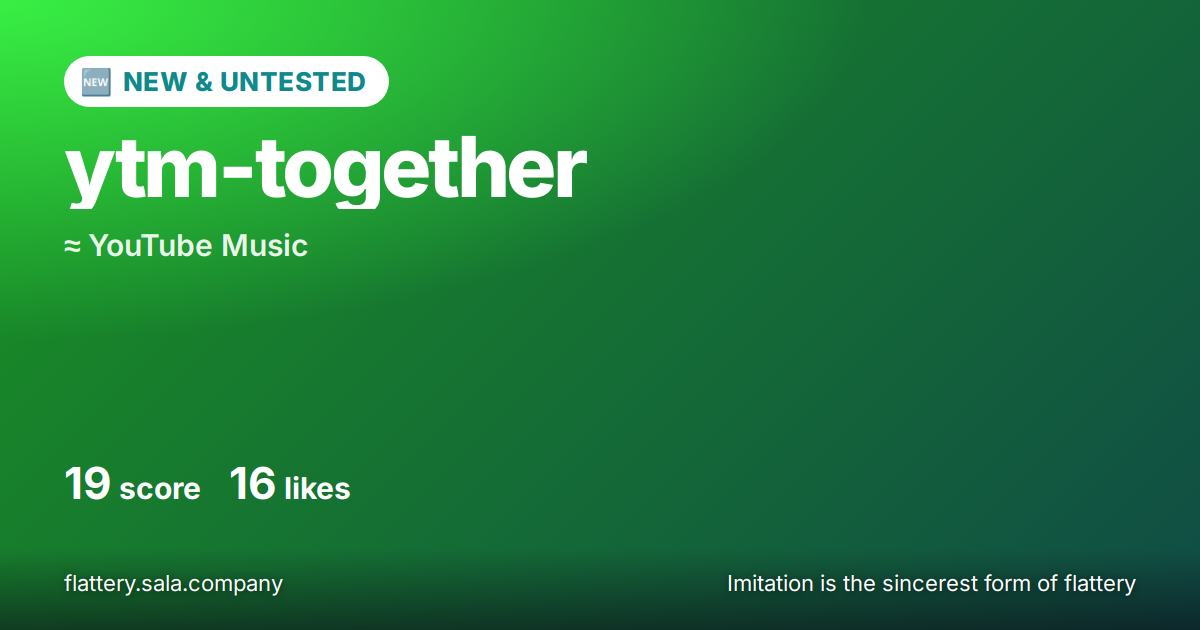 🆕 NEW & UNTESTED
ytm-together
≈ YouTube Music
19 score 16 likes
flattery.sala.company
Imitation is the sincerest form of flattery